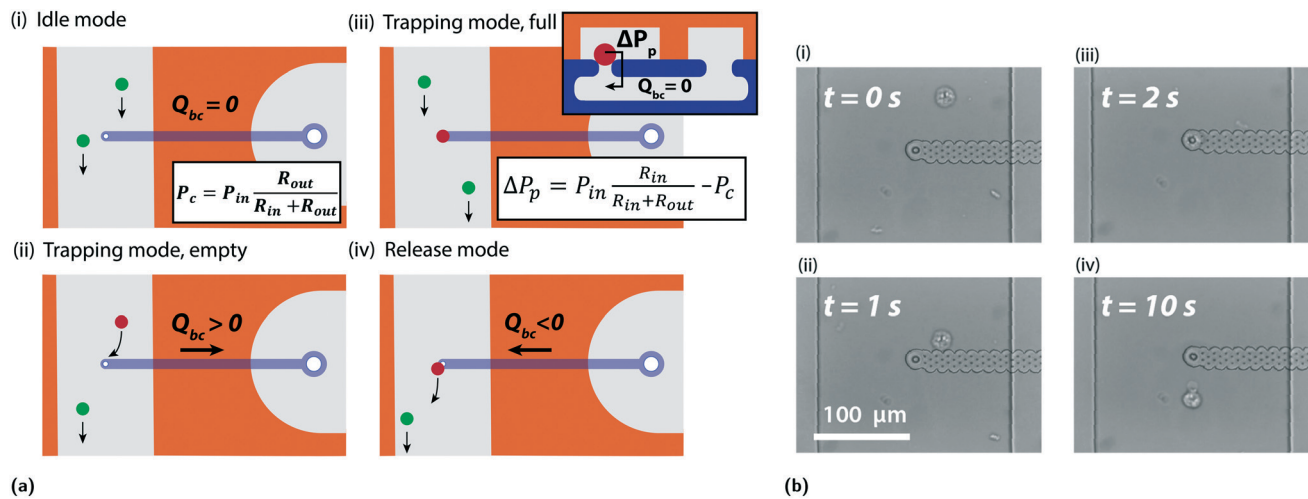 (i) Idle mode
Q_bc = 0
P_c = P_in R_out / (R_in + R_out)
(iii) Trapping mode, full
ΔP_p
Q_bc = 0
ΔP_p = P_in R_in / (R_in + R_out) - P_c
(ii) Trapping mode, empty
Q_bc > 0
(iv) Release mode
Q_bc < 0
(a)
(i)
t = 0 s
(iii)
t = 2 s
(ii)
t = 1 s
100 μm
(iv)
t = 10 s
(b)